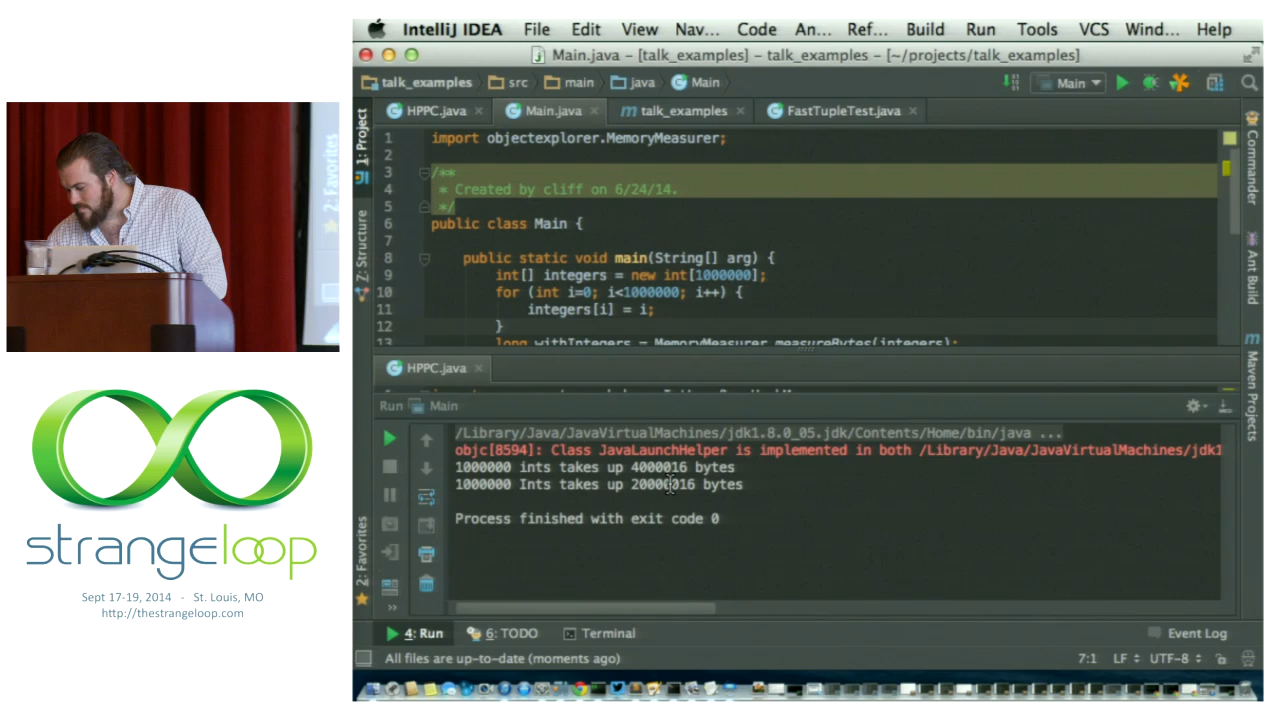 IntelliJ IDEA File Edit View Nav... Code An... Ref... Build Run Tools VCS Wind... Help
Main.java – [talk_examples] – talk_examples – [~/projects/talk_examples]
talk_examples src main java Main
Main
HPPC.java Main.java talk_examples FastTupleTest.java
1: Project
Z: Structure
2: Favorites
Commander
Ant Build
Maven Projects
1 import objectexplorer.MemoryMeasurer;
2
3 /**
4 * Created by cliff on 6/24/14.
5 */
6 public class Main {
7
8 public static void main(String[] arg) {
9 int[] integers = new int[1000000];
10 for (int i=0; i<1000000; i++) {
11 integers[i] = i;
12 }
13 long withIntegers = MemoryMeasurer.measureBytes(integers);
HPPC.java
Run Main
/Library/Java/JavaVirtualMachines/jdk1.8.0_05.jdk/Contents/Home/bin/java ...
objc[8594]: Class JavaLaunchHelper is implemented in both /Library/Java/JavaVirtualMachines/jdk1
1000000 ints takes up 4000016 bytes
1000000 Ints takes up 20000016 bytes
Process finished with exit code 0
4: Run 6: TODO Terminal Event Log
All files are up-to-date (moments ago) 7:1 LF UTF-8
2: Favorites
strangeloop
Sept 17-19, 2014 - St. Louis, MO
http://thestrangeloop.com